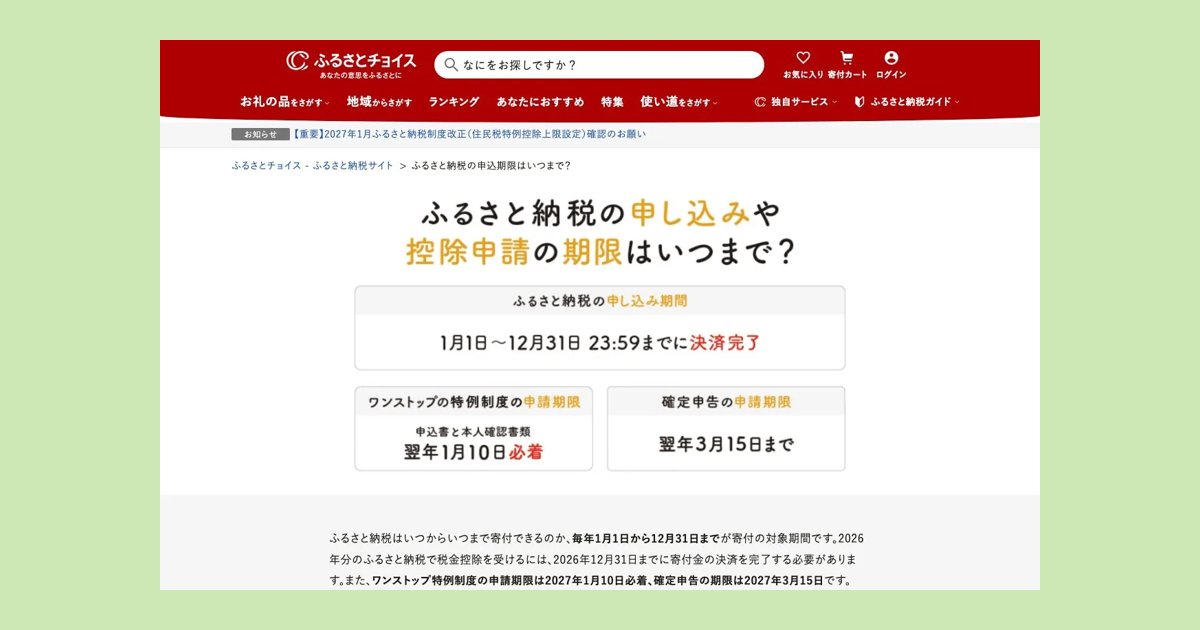 ふるさとチョイス
あなたの意思をふるさとに
なにをお探しですか？
お気に入り 寄付カート ログイン
お礼の品をさがす 地域からさがす ランキング あなたにおすすめ 特集 使い道をさがす 独自サービス ふるさと納税ガイド
お知らせ 【重要】2027年1月ふるさと納税制度改正（住民税特例控除上限設定）確認のお願い
ふるさとチョイス - ふるさと納税サイト > ふるさと納税の申込期限はいつまで？
ふるさと納税の申し込みや
控除申請の期限はいつまで？
ふるさと納税の申し込み期間
1月1日〜12月31日 23:59までに決済完了
ワンストップの特例制度の申請期限
申込書と本人確認書類
翌年1月10日必着
確定申告の申請期限
翌年3月15日まで
ふるさと納税はいつからいつまで寄付できるのか、毎年1月1日から12月31日までが寄付の対象期間です。2026
年分のふるさと納税で税金控除を受けるには、2026年12月31日までに寄付金の決済を完了する必要がありま
す。また、ワンストップ特例制度の申請期限は2027年1月10日必着、確定申告の期限は2027年3月15日です。